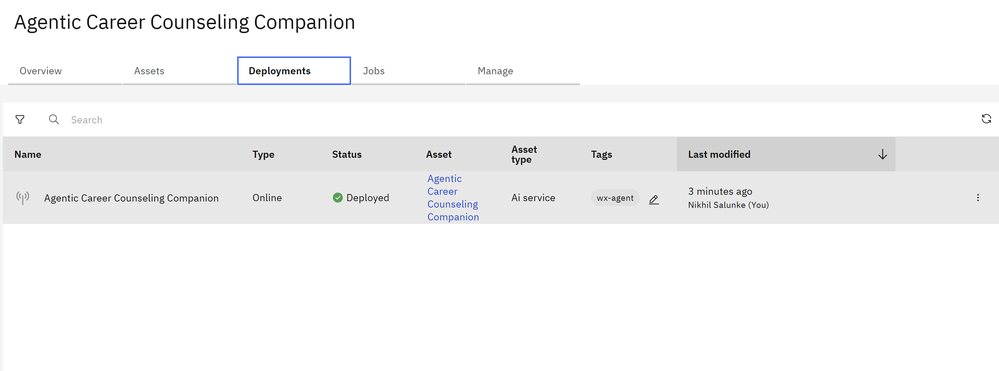 Agentic Career Counseling Companion
Overview
Assets
Deployments
Jobs
Manage
Search
Name
Type
Status
Asset
Asset
type
Tags
Last modified
Agentic Career Counseling Companion
Online
Deployed
Agentic
Career
Counseling
Companion
Ai service
wx-agent
3 minutes ago
Nikhil Salunke (You)